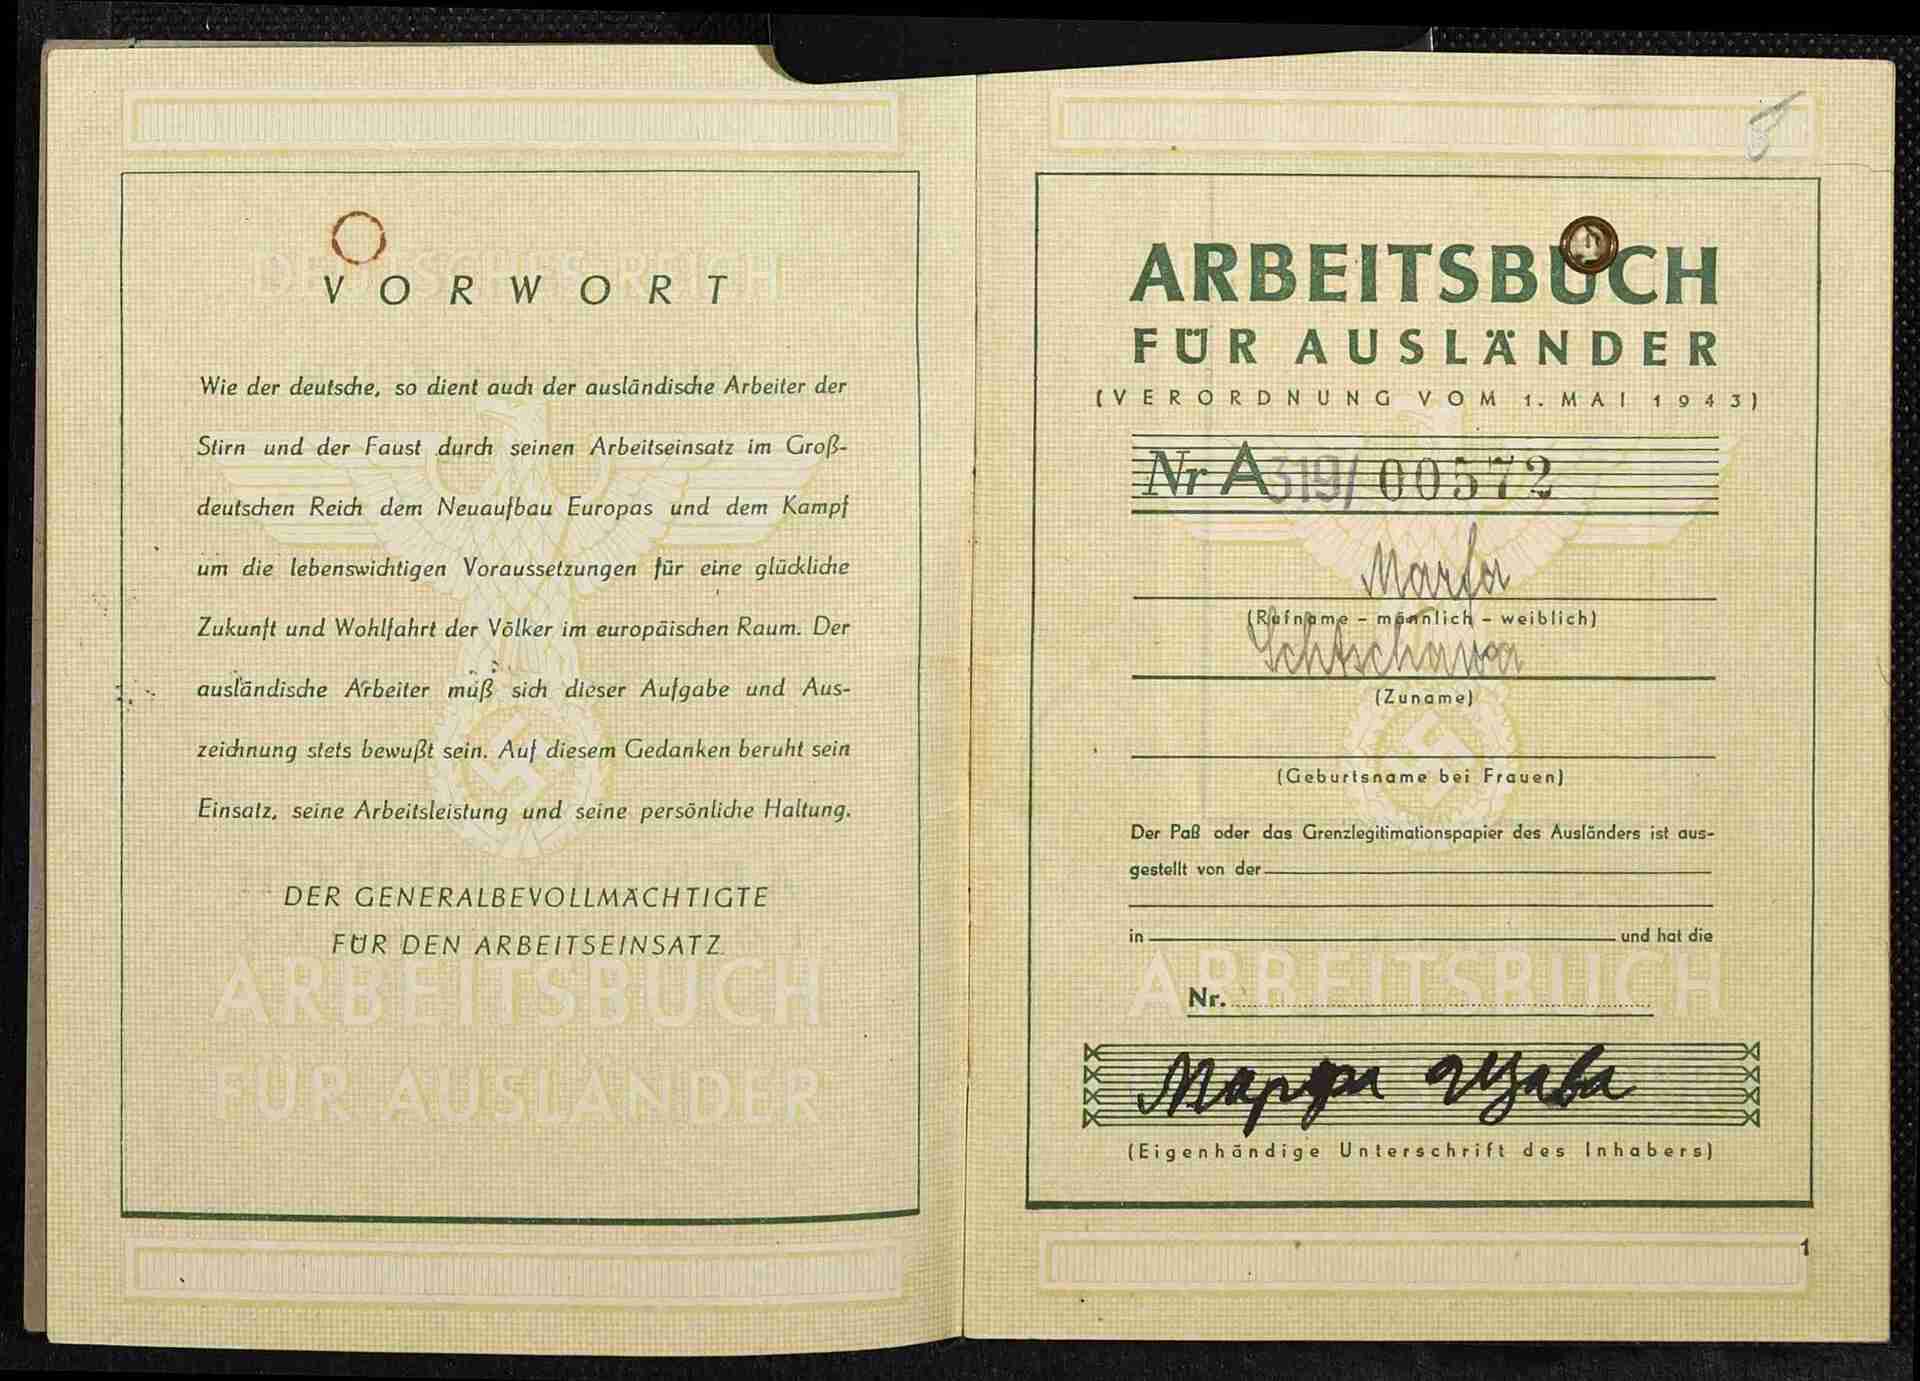 DEUTSCHES REICH
VORWORT
Wie der deutsche, so dient auch der ausländische Arbeiter der
Stirn und der Faust durch seinen Arbeitseinsatz im Groß-
deutschen Reich dem Neuaufbau Europas und dem Kampf
um die lebenswichtigen Voraussetzungen für eine glückliche
Zukunft und Wohlfahrt der Völker im europäischen Raum. Der
ausländische Arbeiter muß sich dieser Aufgabe und Aus-
zeichnung stets bewußt sein. Auf diesem Gedanken beruht sein
Einsatz, seine Arbeitsleistung und seine persönliche Haltung.
DER GENERALBEVOLLMÄCHTIGTE
FÜR DEN ARBEITSEINSATZ
ARBEITSBUCH
FÜR AUSLÄNDER
ARBEITSBUCH
FÜR AUSLÄNDER
(VERORDNUNG VOM 1. MAI 1943)
Nr A 319/ 00572
Marfa
(Rufname – männlich – weiblich)
Schtschawa
(Zuname)
(Geburtsname bei Frauen)
Der Paß oder das Grenzlegitimationspapier des Ausländers ist aus-
gestellt von der
in und hat die
ARBEITSBUCH
Nr.
Марфа Щава
(Eigenhändige Unterschrift des Inhabers)
1